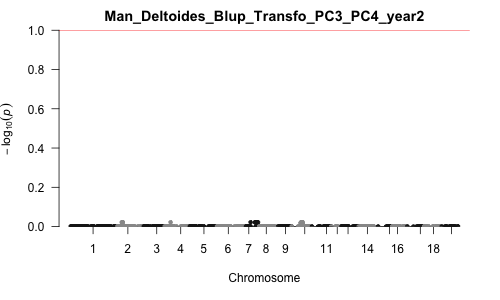 Man_Deltoides_Blup_Transfo_PC3_PC4_year2
1.0
0.8
0.6
0.4
0.2
0.0
− log10(p)
1 2 3 4 5 6 7 8 9 11 14 16 18
Chromosome